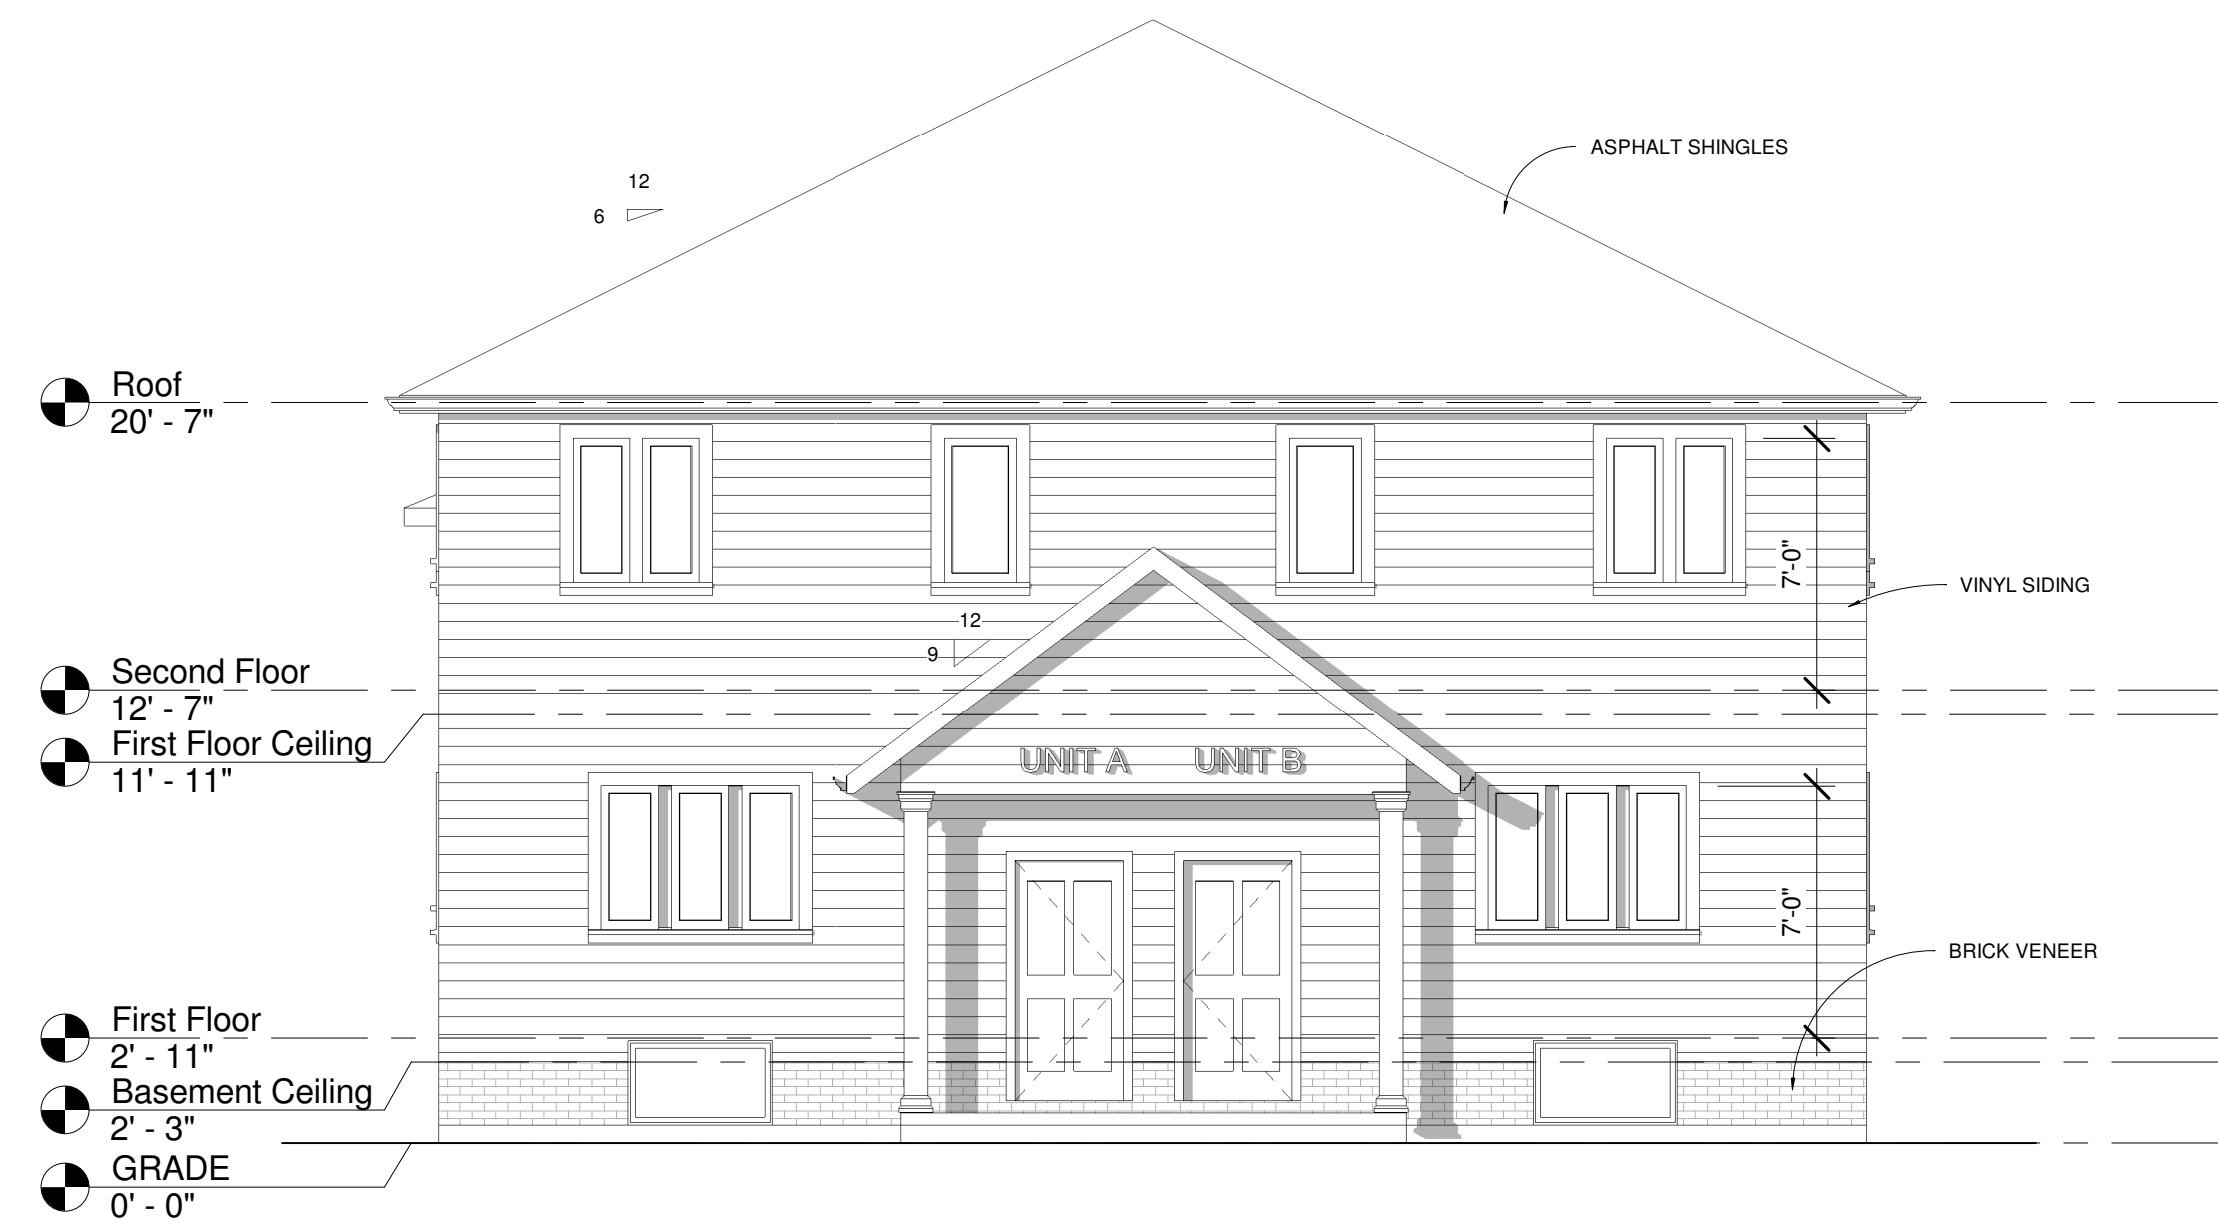 ASPHALT SHINGLES
12
6
Roof
20' - 7"
7'-0"
VINYL SIDING
12
9
Second Floor
12' - 7"
First Floor Ceiling
11' - 11"
UNIT A UNIT B
7'-0"
BRICK VENEER
First Floor
2' - 11"
Basement Ceiling
2' - 3"
GRADE
0' - 0"